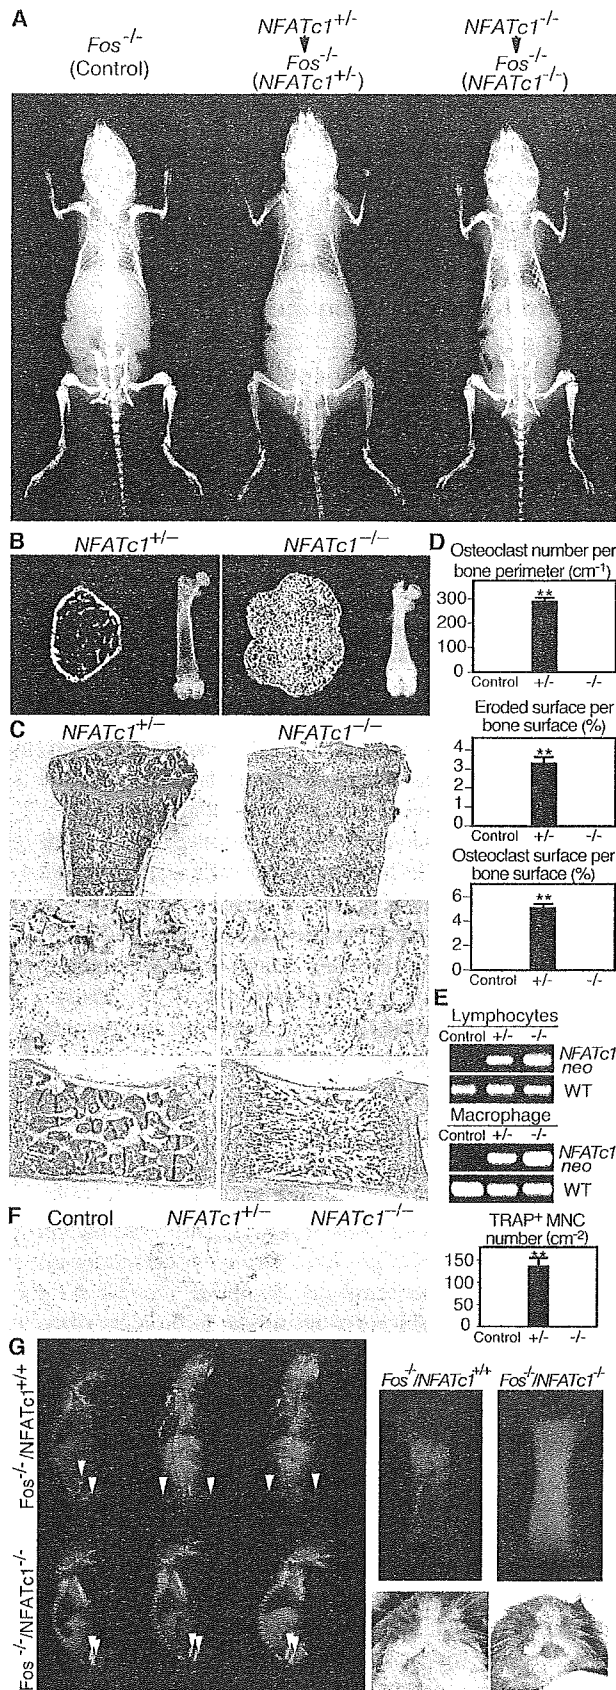 A
Fos-/-
(Control)
NFATc1+/-
Fos-/-
(NFATc1+/-)
NFATc1-/-
Fos-/-
(NFATc1-/-)
B
NFATc1+/-
NFATc1-/-
C
NFATc1+/-
NFATc1-/-
D
Osteoclast number per
bone perimeter (cm-1)
300
200
100
0
Control +/- -/-
Eroded surface per
bone surface (%)
**
4
3
2
1
0
Control +/- -/-
Osteoclast surface per
bone surface (%)
**
6
4
2
0
Control +/- -/-
E
Lymphocytes
Control +/- -/-
NFATc1
neo
WT
Macrophage
Control +/- -/-
NFATc1
neo
WT
F
Control
NFATc1+/-
NFATc1-/-
TRAP+ MNC
number (cm-2)
**
150
100
50
0
Control +/- -/-
G
Fos-/-/NFATc1+/+
Fos-/-/NFATc1-/-
Fos-/-/NFATc1+/+
Fos-/-/NFATc1-/-